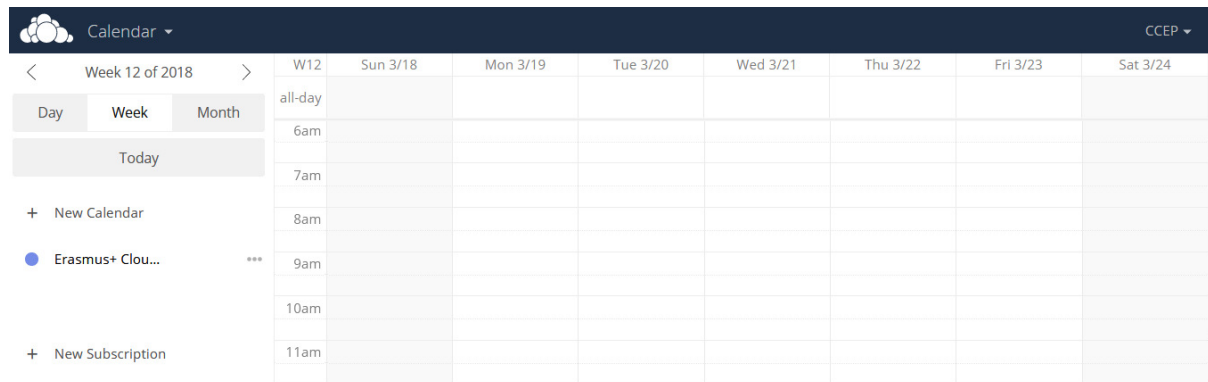 Calendar
CCEP
Week 12 of 2018
Day Week Month
Today
+ New Calendar
Erasmus+ Clou...
+ New Subscription
W12 Sun 3/18 Mon 3/19 Tue 3/20 Wed 3/21 Thu 3/22 Fri 3/23 Sat 3/24
all-day
6am
7am
8am
9am
10am
11am